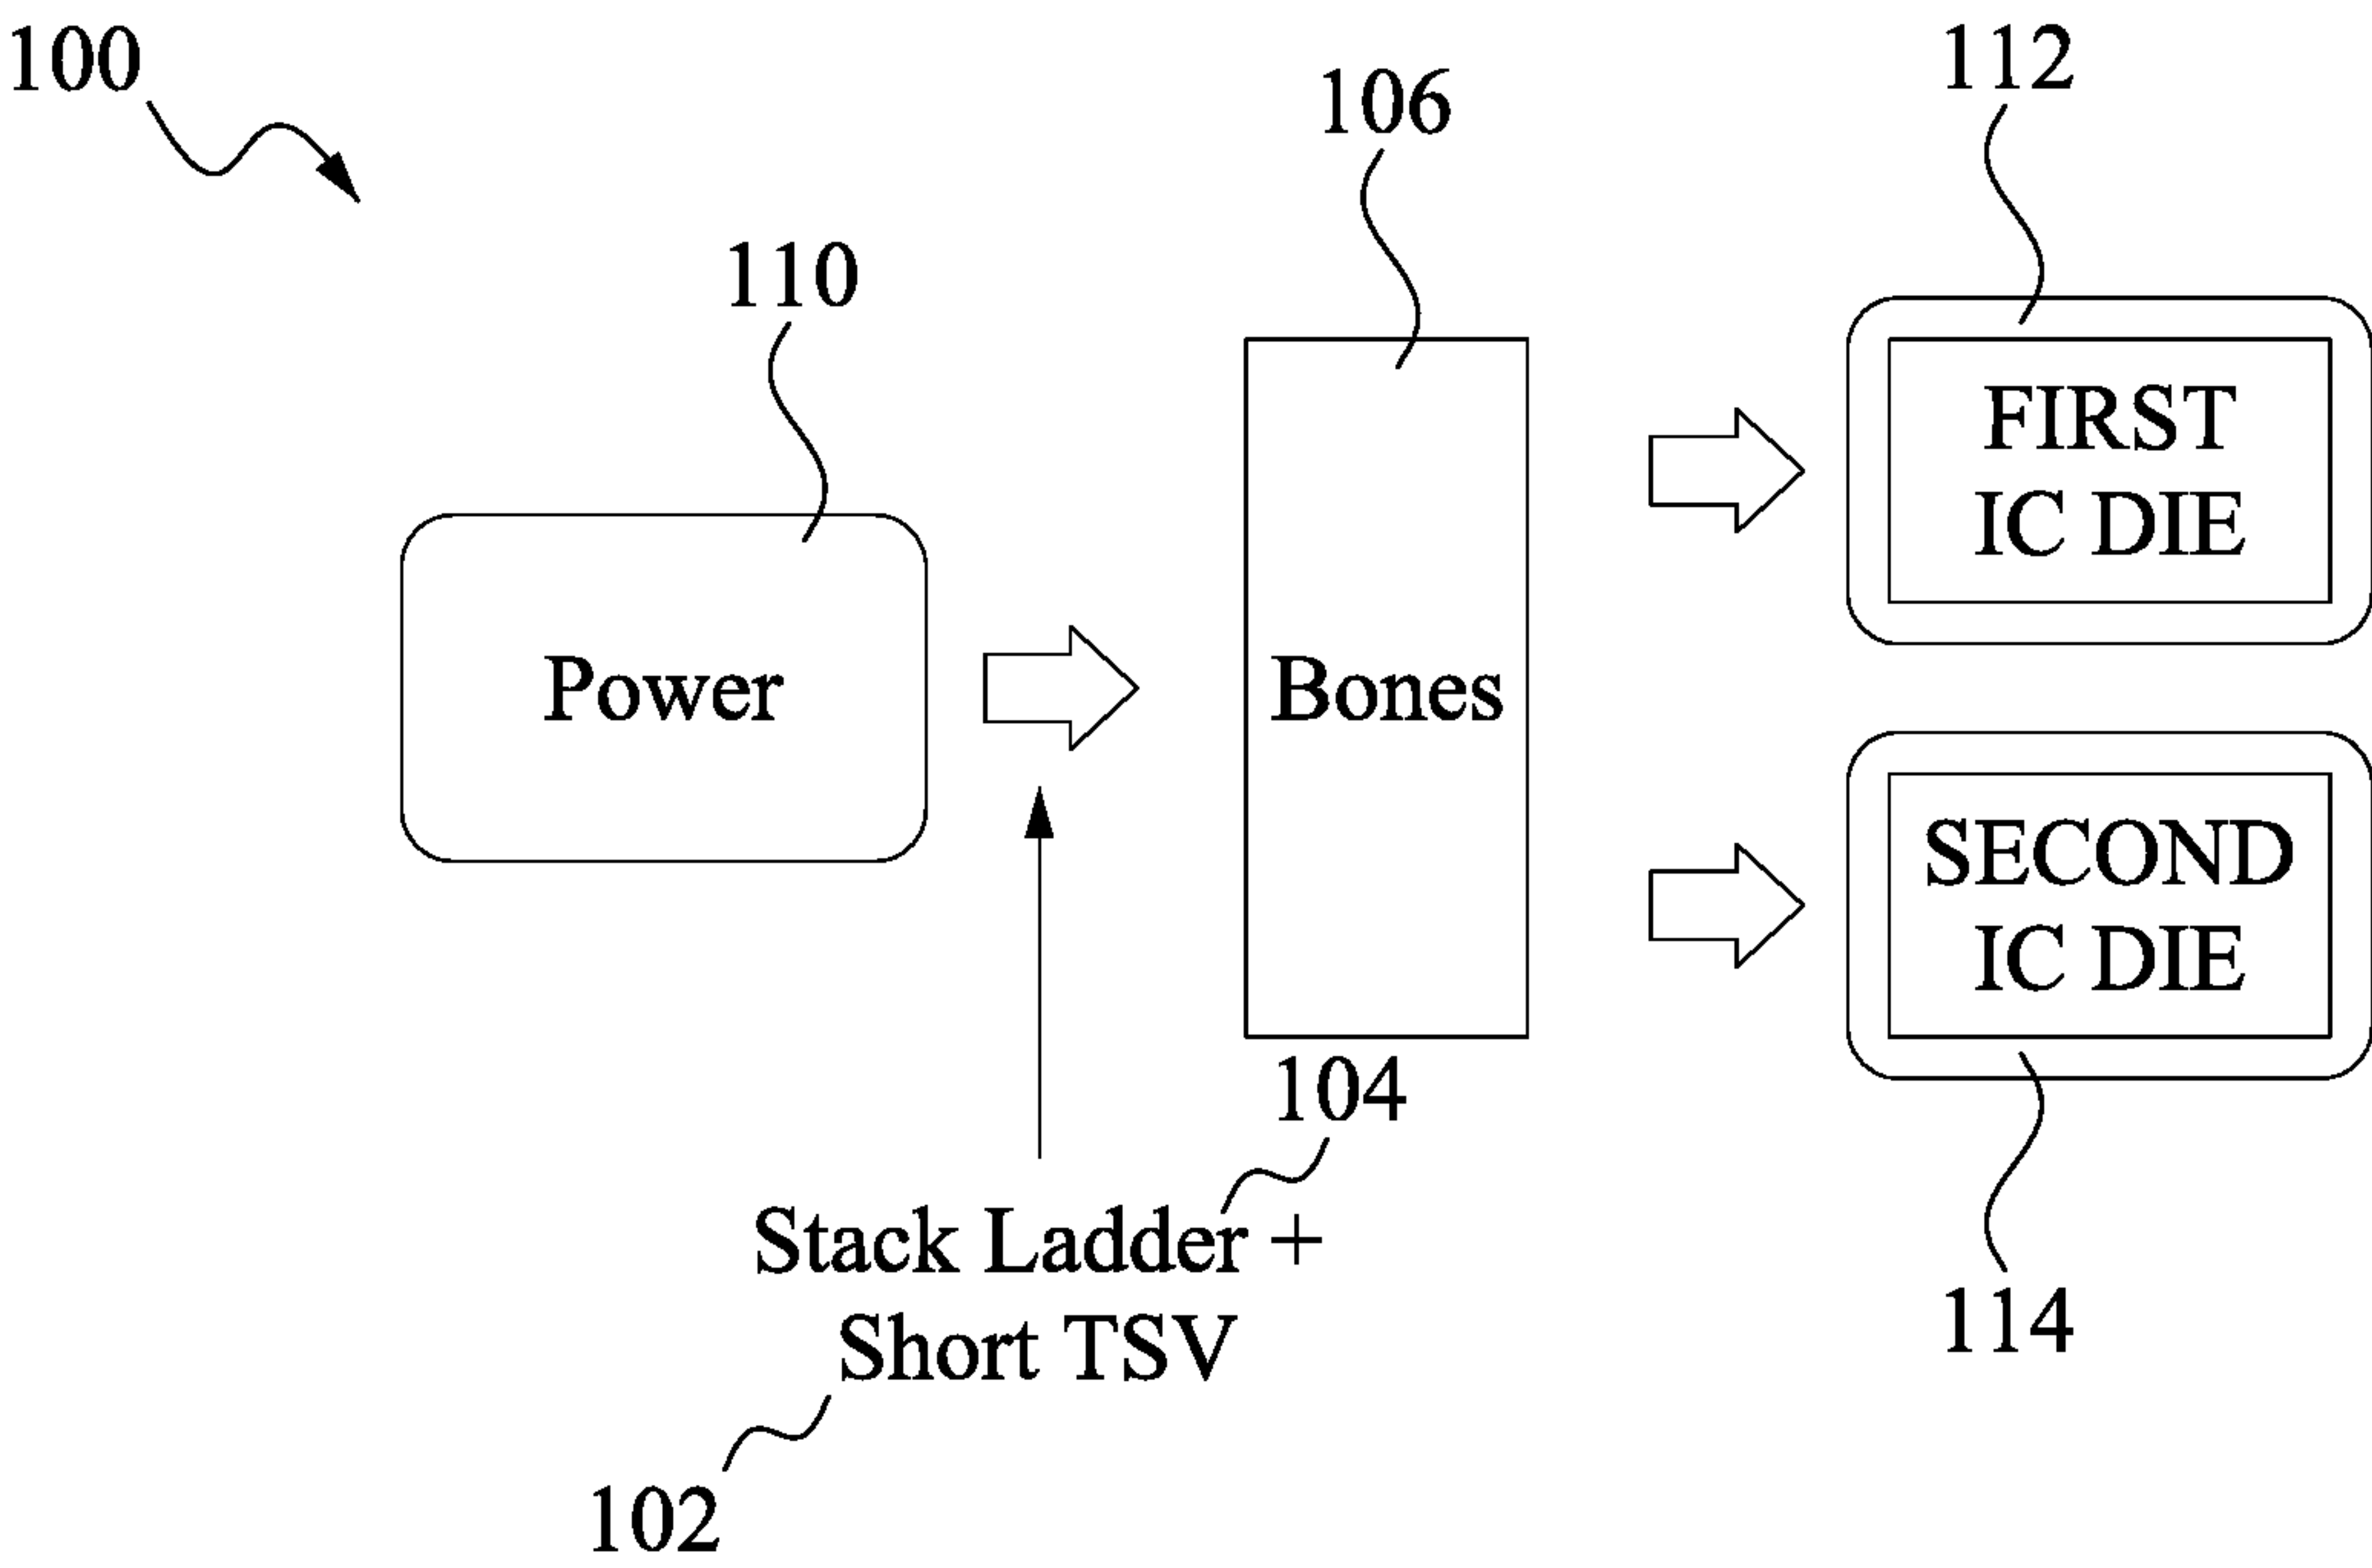 100
112
106
110
FIRST
IC DIE
Power
Bones
SECOND
IC DIE
104
Stack Ladder +
Short TSV
114
102